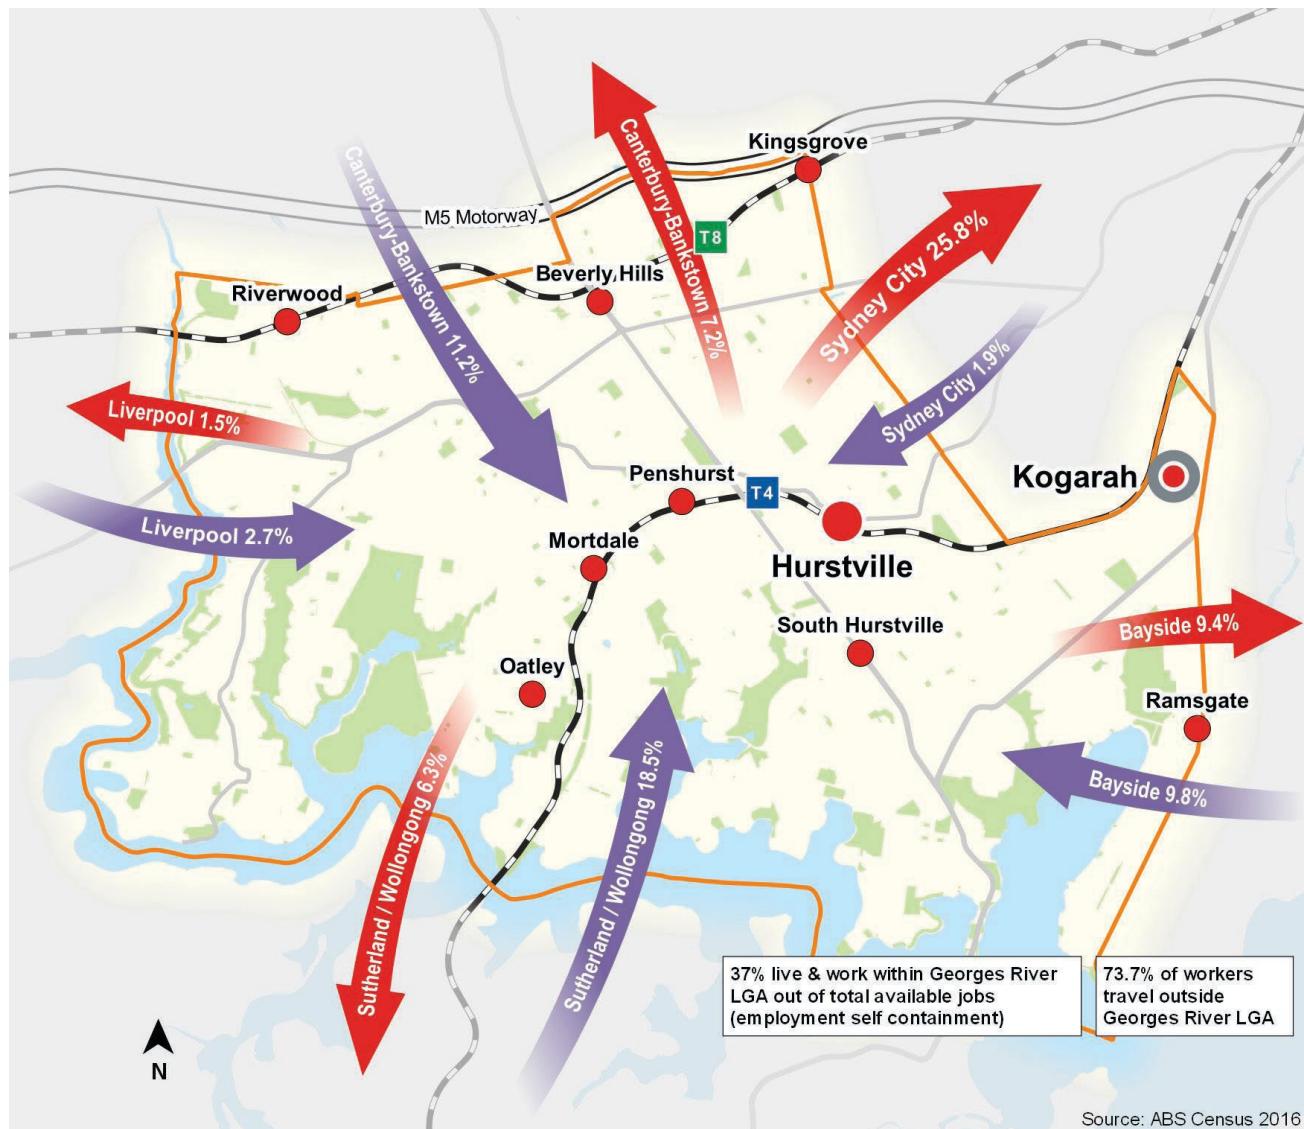 Kingsgrove
Canterbury-Bankstown 11.2%
Canterbury-Bankstown 7.2%
Sydney City 25.8%
M5 Motorway
T8
Beverly Hills
Riverwood
Sydney City 1.9%
Liverpool 1.5%
Penshurst
T4
Kogarah
Liverpool 2.7%
Mortdale
Hurstville
South Hurstville
Bayside 9.4%
Oatley
Ramsgate
Sutherland / Wollongong 6.3%
Sutherland / Wollongong 18.5%
Bayside 9.8%
37% live & work within Georges River
LGA out of total available jobs
(employment self containment)
73.7% of workers
travel outside
Georges River LGA
N
Source: ABS Census 2016